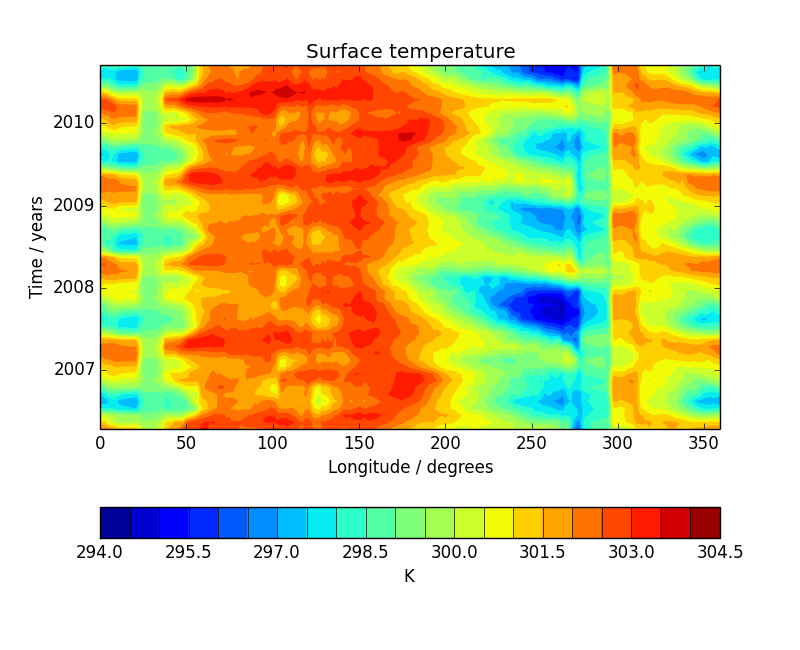 Surface temperature
Time / years
2010
2009
2008
2007
0 50 100 150 200 250 300 350
Longitude / degrees
294.0 295.5 297.0 298.5 300.0 301.5 303.0 304.5
K